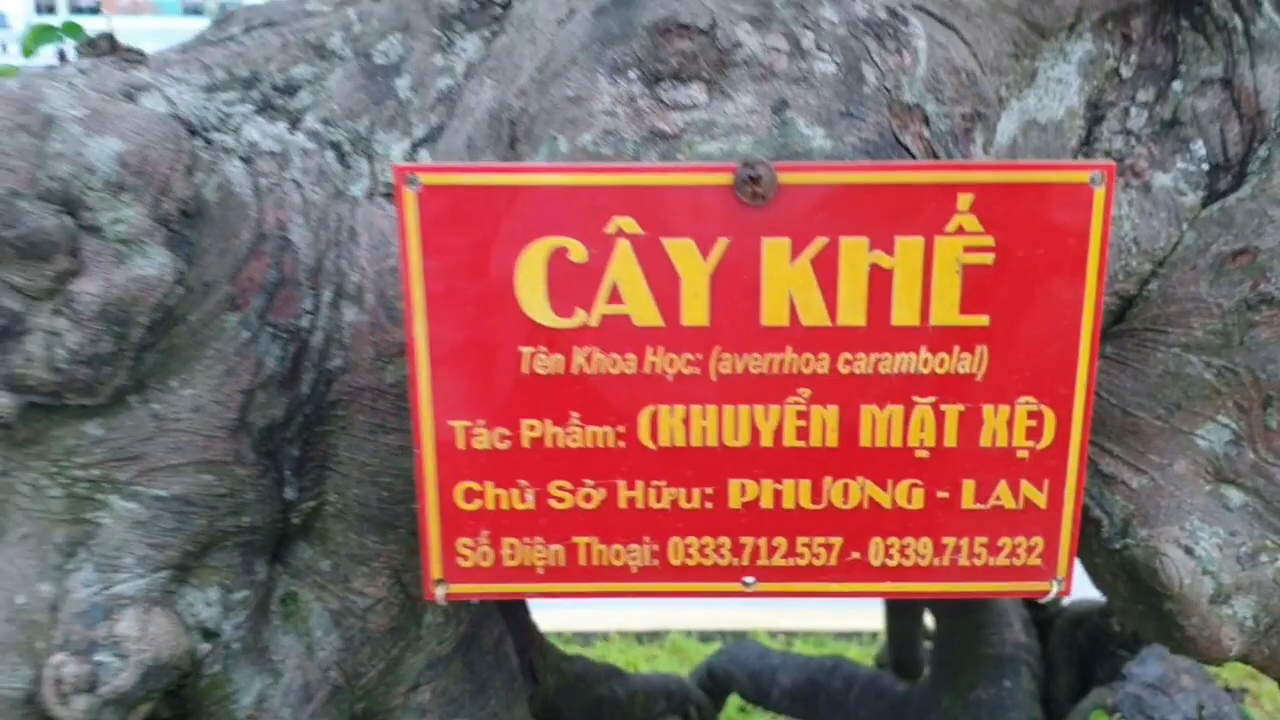 CÂY KHẾ
Tên Khoa Học: (averrhoa carambolal)
Tác Phẩm: (KHUYỂN MẶT XỆ)
Chủ Sở Hữu: PHƯƠNG - LAN
Số Điện Thoại: 0333.712.557 - 0339.715.232